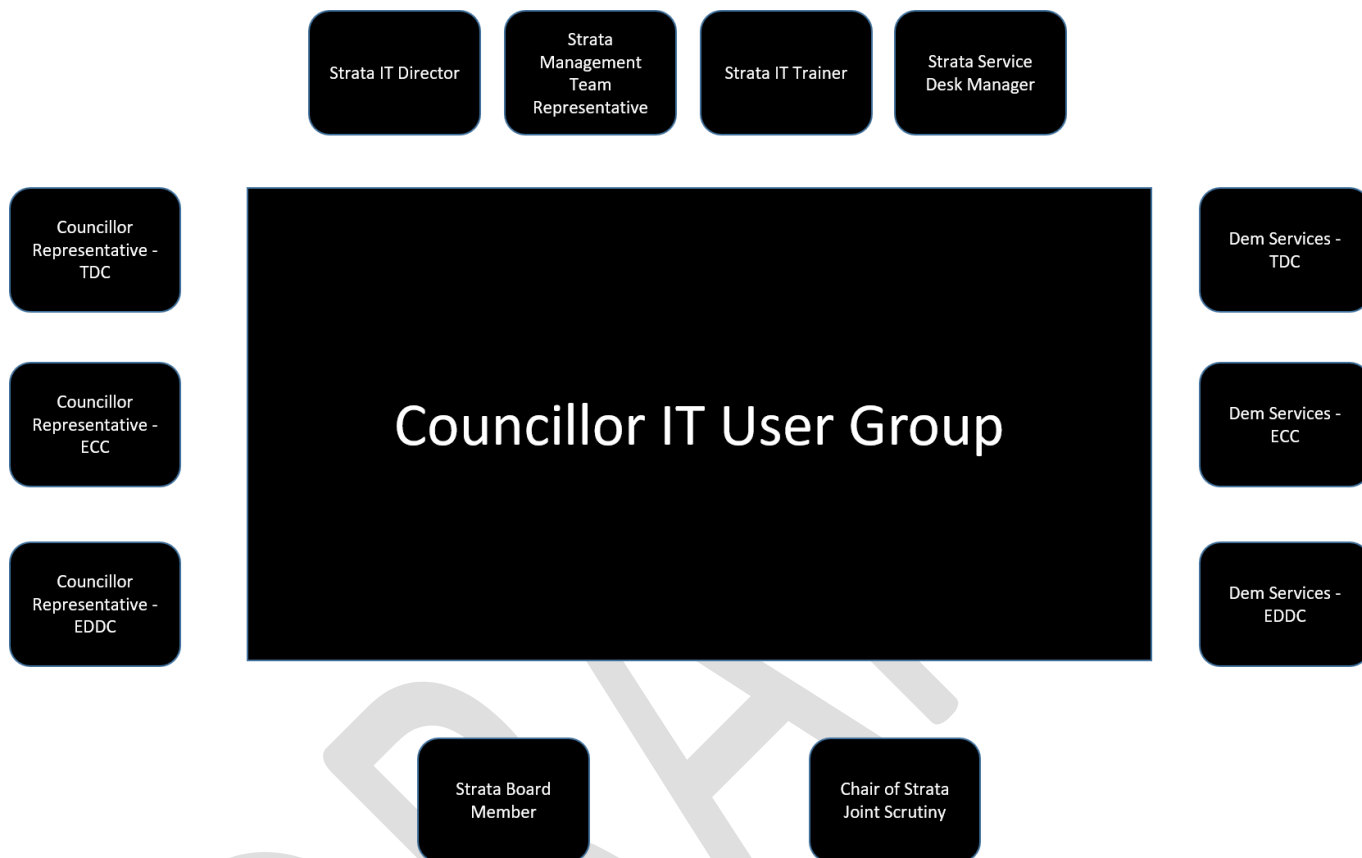 Strata IT Director
Strata
Management
Team
Representative
Strata IT Trainer
Strata Service
Desk Manager
Councillor
Representative -
TDC
Dem Services -
TDC
Councillor IT User Group
Councillor
Representative -
ECC
Dem Services -
ECC
Councillor
Representative -
EDDC
Dem Services -
EDDC
Strata Board
Member
Chair of Strata
Joint Scrutiny